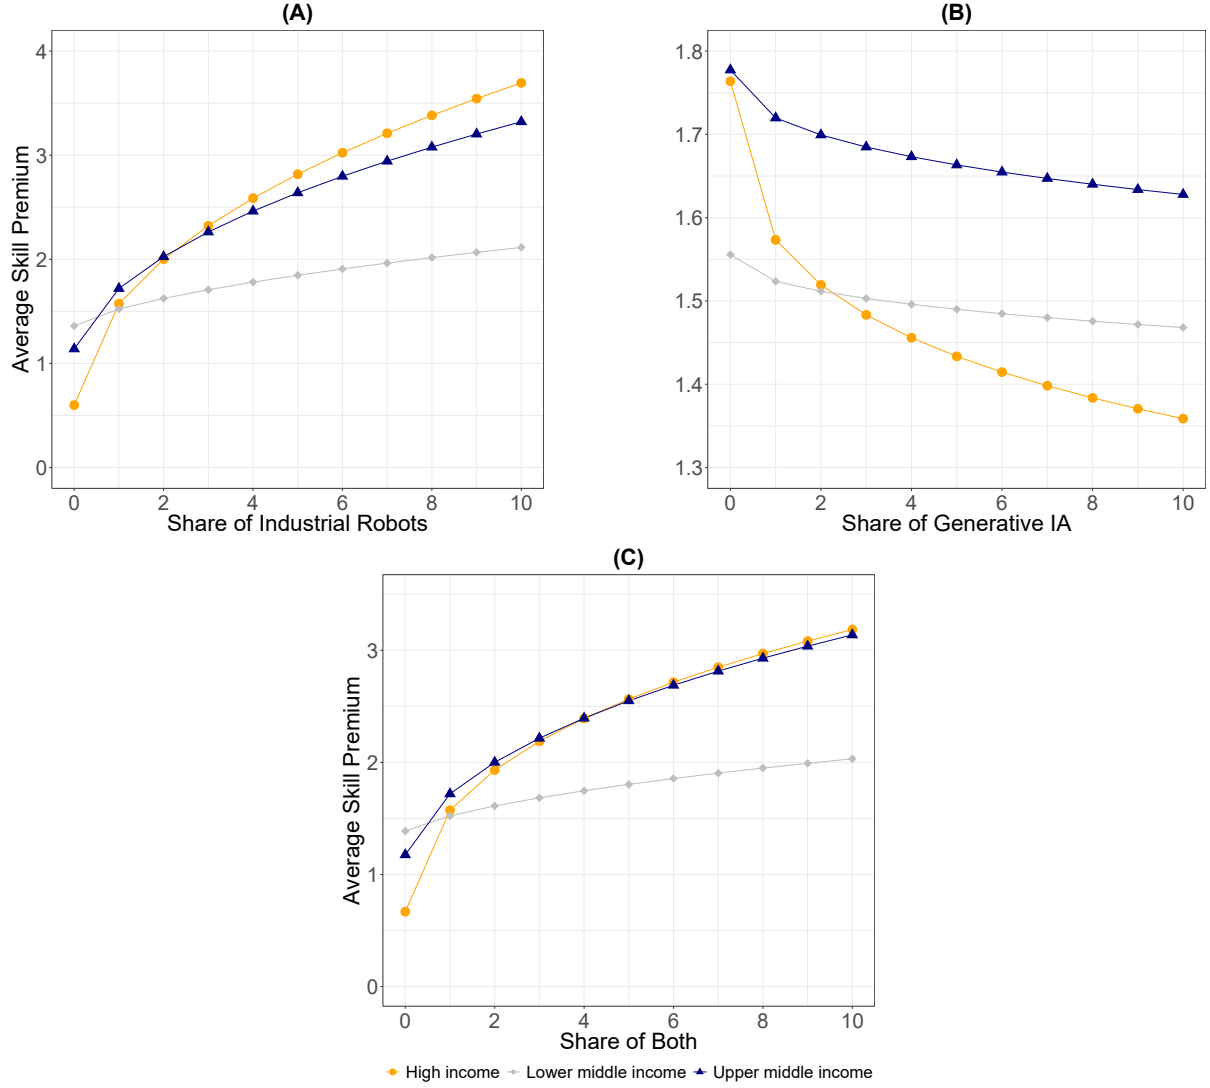 (A)
4
3
2
1
0
Average Skill Premium
0 2 4 6 8 10
Share of Industrial Robots
(B)
1.8
1.7
1.6
1.5
1.4
1.3
0 2 4 6 8 10
Share of Generative IA
(C)
3
2
1
0
Average Skill Premium
0 2 4 6 8 10
Share of Both
High income Lower middle income Upper middle income